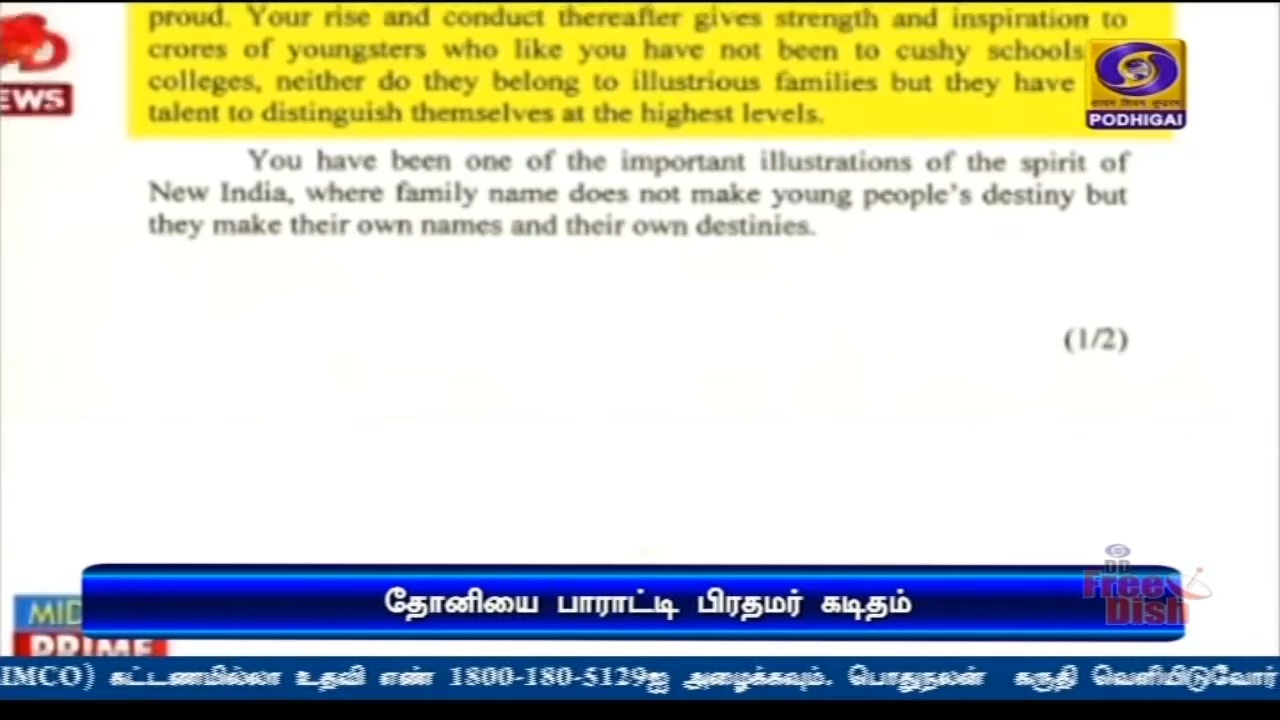 proud. Your rise and conduct thereafter gives strength and inspiration to
crores of youngsters who like you have not been to cushy schools
colleges, neither do they belong to illustrious families but they have
talent to distinguish themselves at the highest levels.
You have been one of the important illustrations of the spirit of
New India, where family name does not make young people's destiny but
they make their own names and their own destinies.
(1/2)
EWS
PODHIGAI
DD
Free
Dish
தோனியை பாராட்டி பிரதமர் கடிதம்
MID
PRIME
IMCO) கட்டணமில்லா உதவி எண் 1800-180-5129ஐ அழைக்கவும். பொதுநலன் கருதி வெளியிடுவோர்